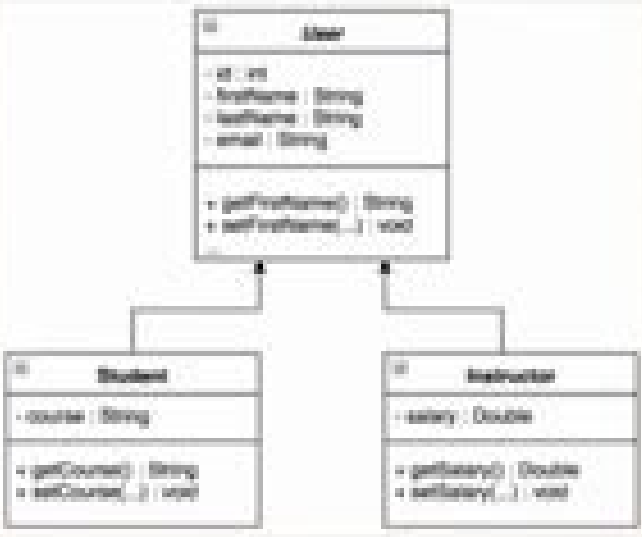 User
- id : int
- firstName : String
- lastName : String
- email : String
+ getFirstName() : String
+ setFirstName(...) : void
...
Student
- course : String
+ getCourse() : String
+ setCourse(...) : void
Instructor
- salary : Double
+ getSalary() : Double
+ setSalary(...) : void